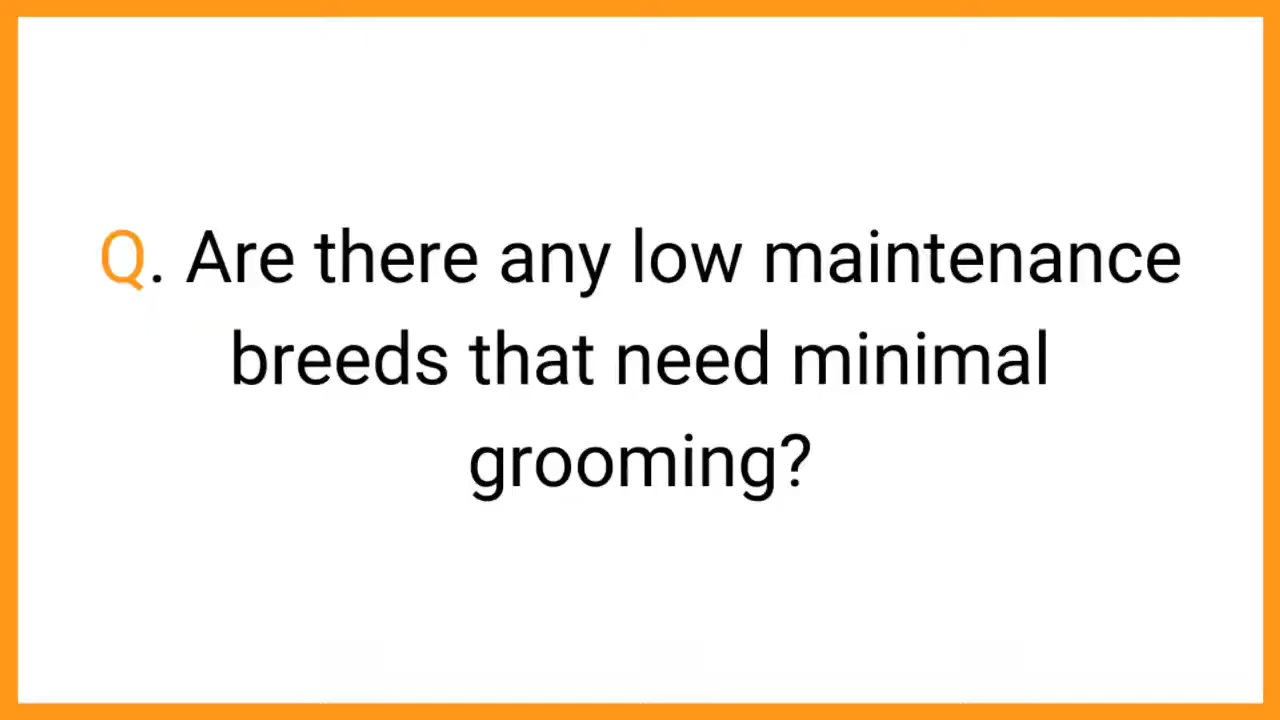 Q. Are there any low maintenance
breeds that need minimal
grooming?